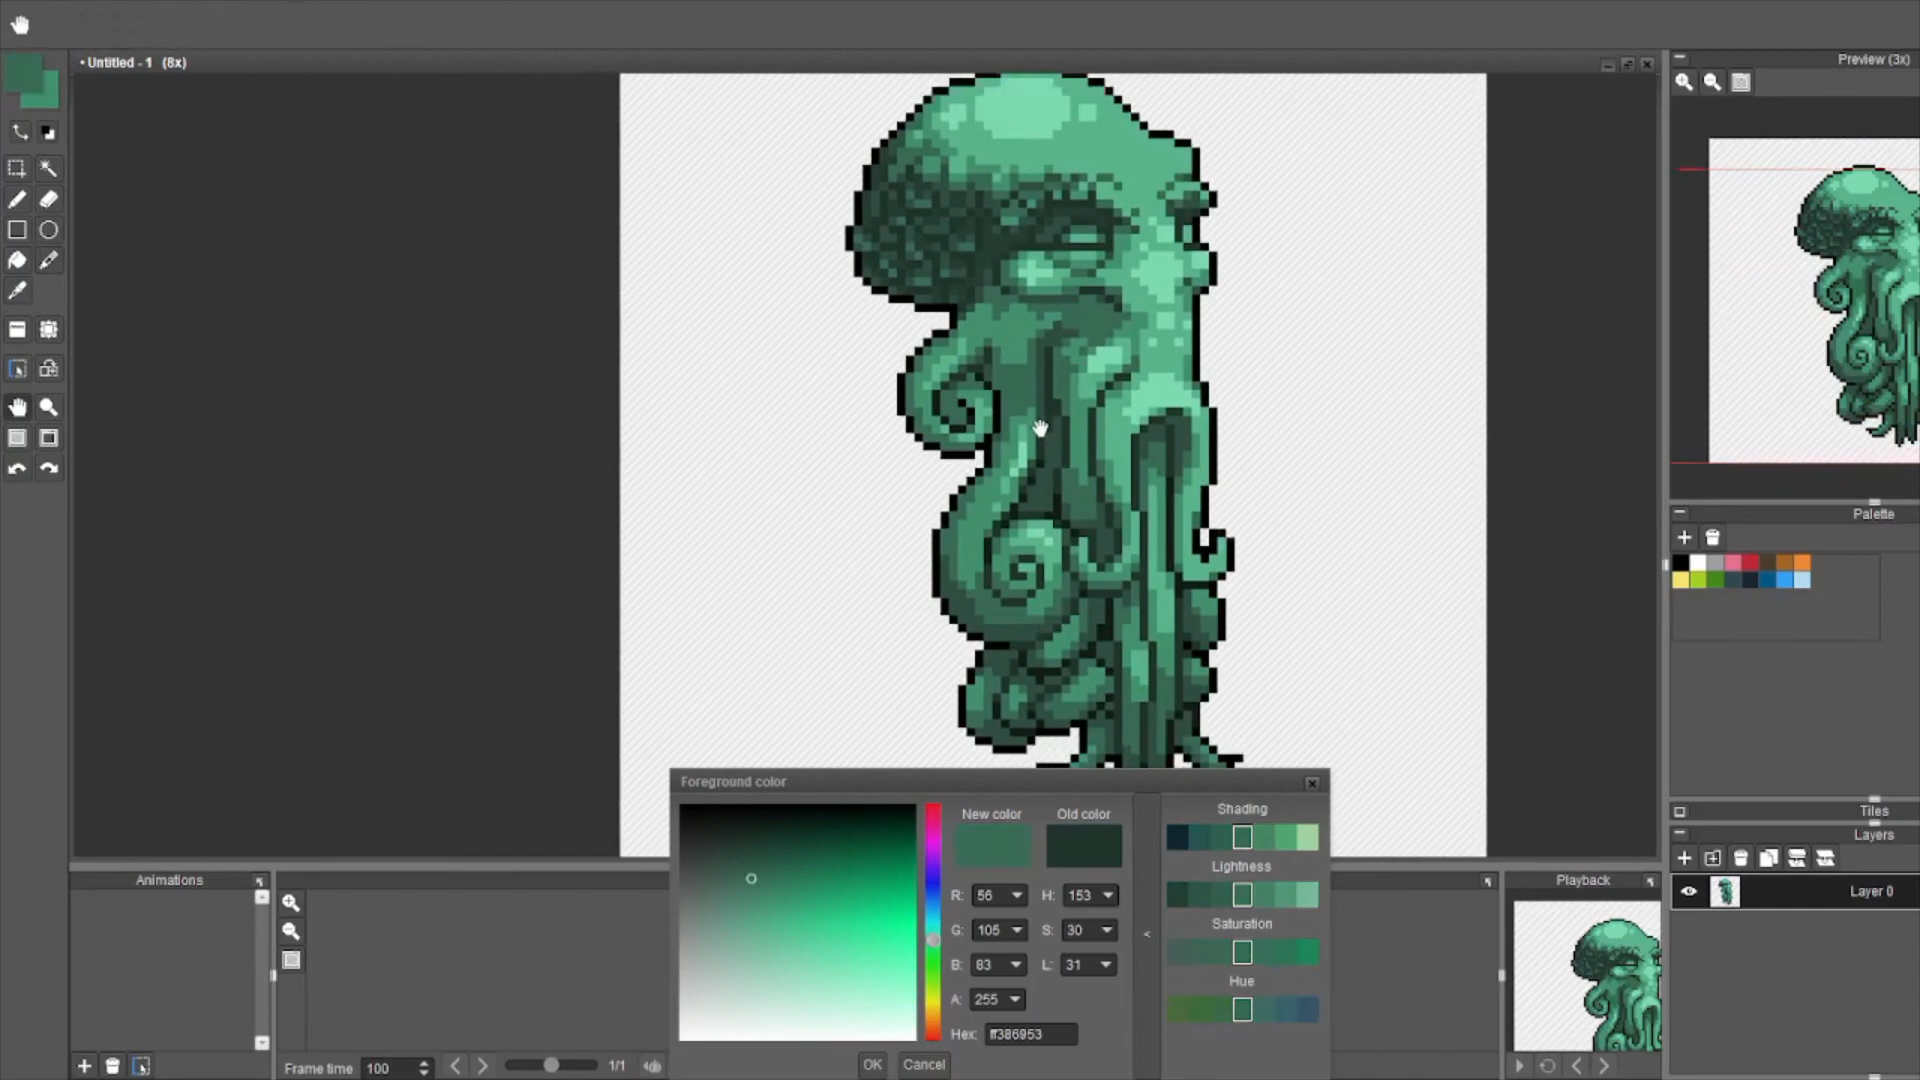 • Untitled - 1 (8x)
Preview (3x)
Palette
Tiles
Layers
Layer 0
Foreground color
New color
Old color
R: 56
H: 153
G: 105
S: 30
B: 83
L: 31
A: 255
Hex: ff386953
OK
Cancel
<
Shading
Lightness
Saturation
Hue
Animations
Frame time 100
1/1
Playback